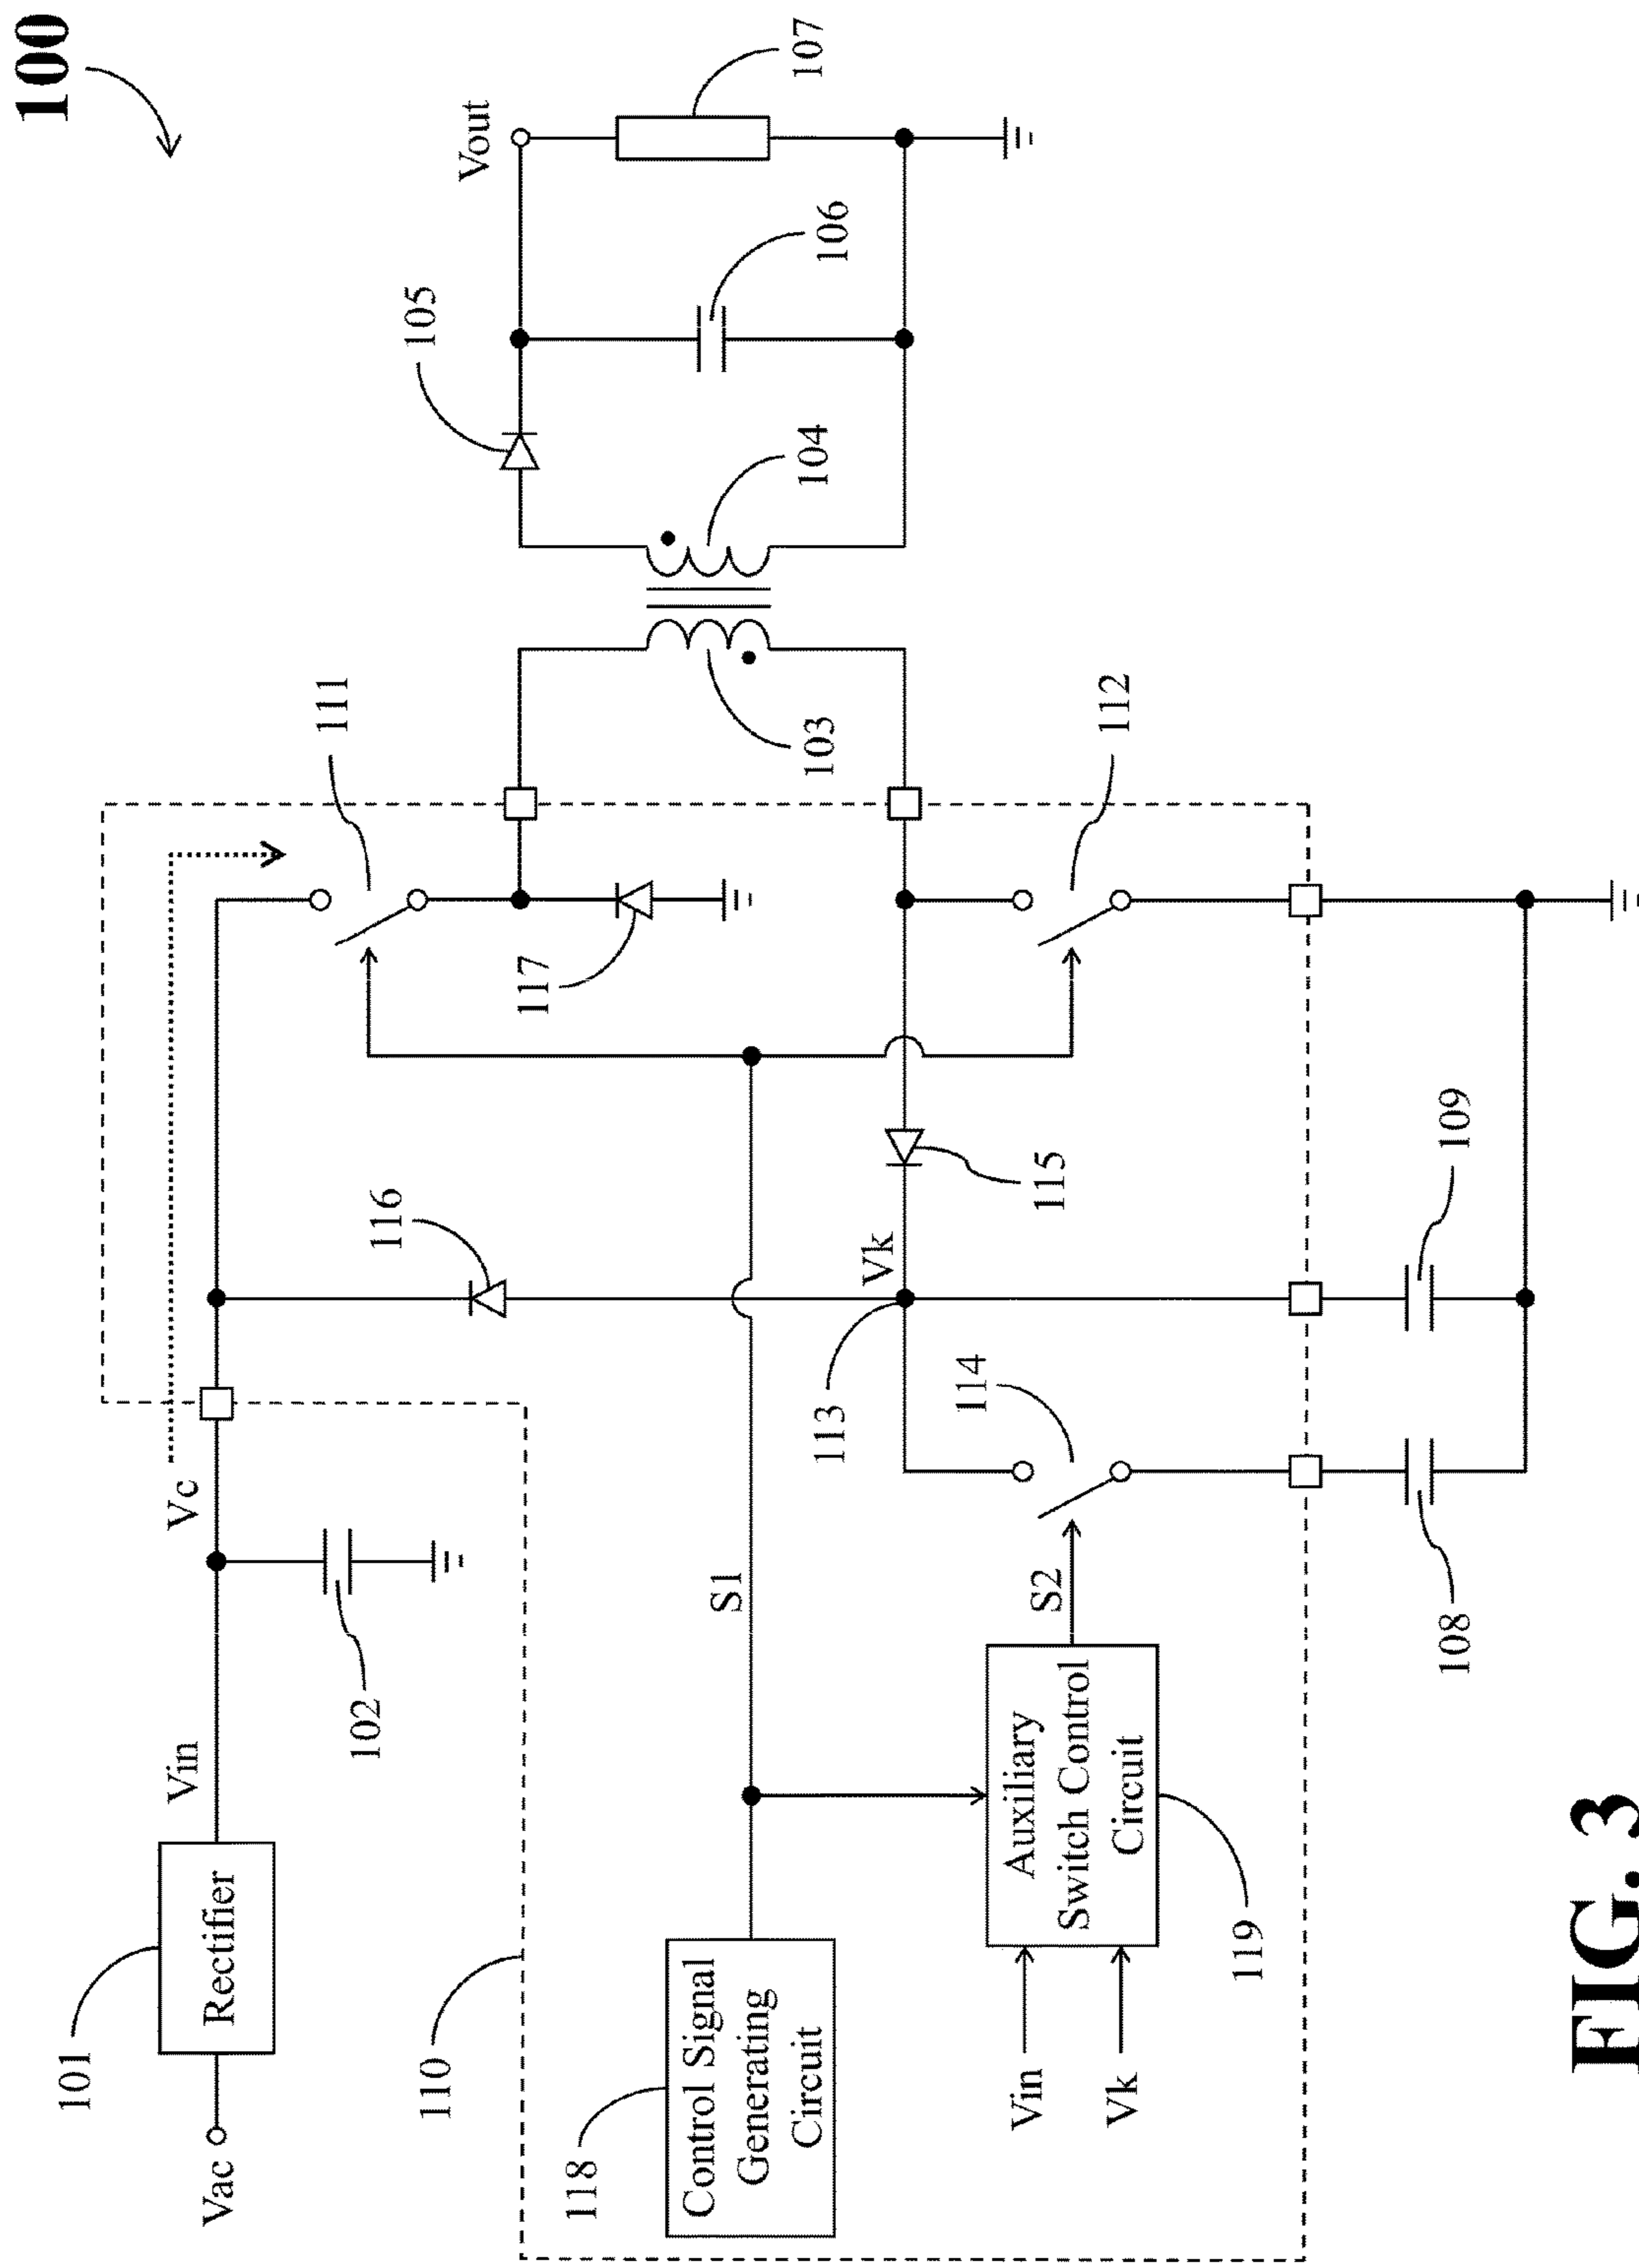 100
Vac
101
Rectifier
Vin
102
Vc
111
116
117
110
118
Control Signal
Generating
Circuit
S1
Vin
Vk
Auxiliary
Switch Control
Circuit
119
S2
114
113
Vk
115
112
108
109
103
104
105
106
Vout
107
FIG. 3